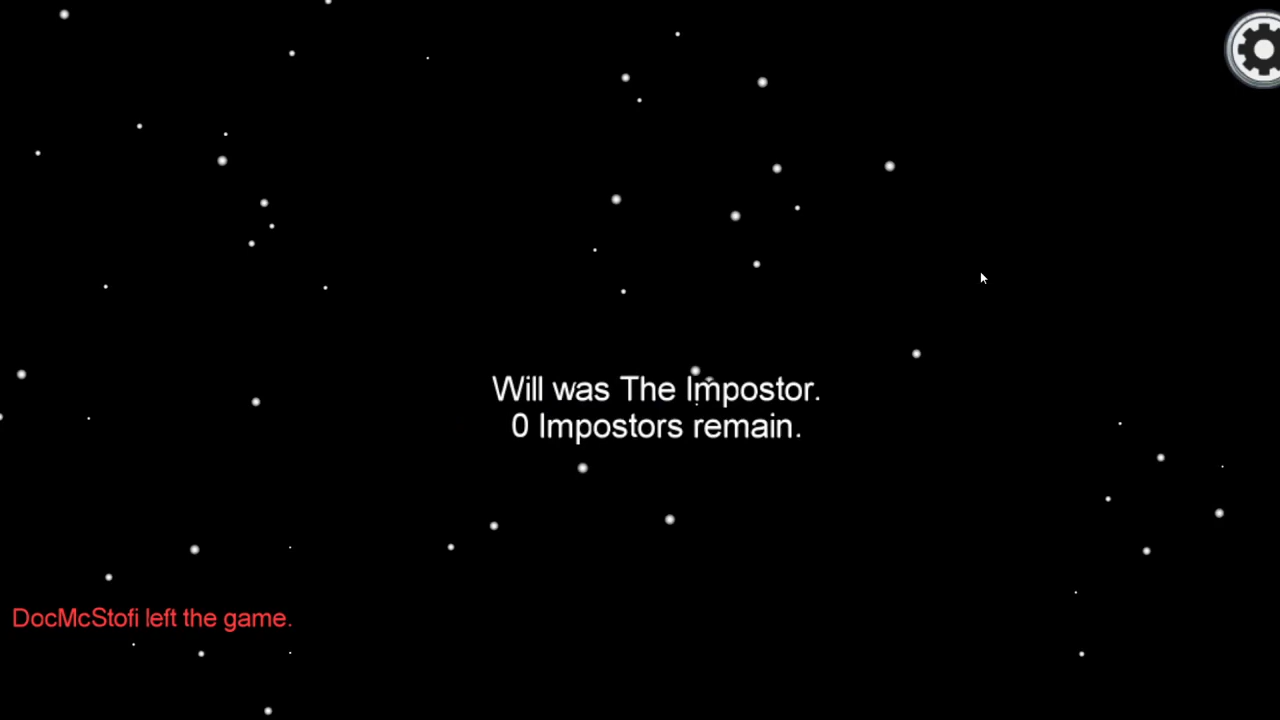 Will was The Impostor.
0 Impostors remain.
DocMcStofi left the game.